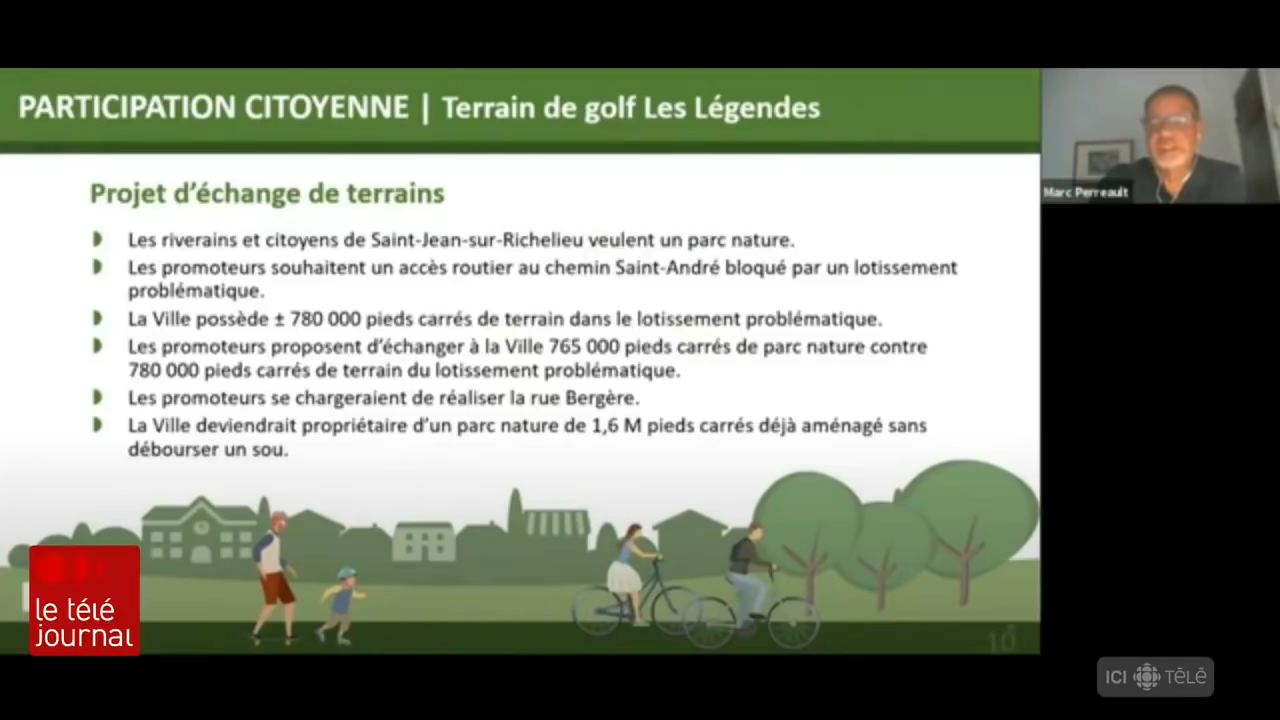 PARTICIPATION CITOYENNE | Terrain de golf Les Légendes
Marc Perreault
Projet d'échange de terrains
Les riverains et citoyens de Saint-Jean-sur-Richelieu veulent un parc nature.
Les promoteurs souhaitent un accès routier au chemin Saint-André bloqué par un lotissement
problématique.
La Ville possède ± 780 000 pieds carrés de terrain dans le lotissement problématique.
Les promoteurs proposent d'échanger à la Ville 765 000 pieds carrés de parc nature contre
780 000 pieds carrés de terrain du lotissement problématique.
Les promoteurs se chargeraient de réaliser la rue Bergère.
La Ville deviendrait propriétaire d'un parc nature de 1,6 M pieds carrés déjà aménagé sans
débourser un sou.
le télé
journal
10
ICI TÉLÉ